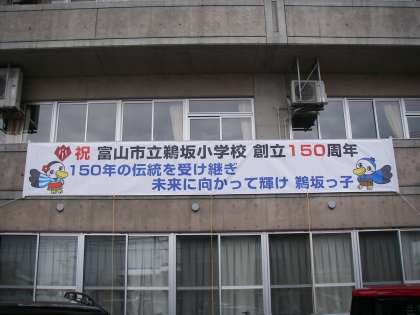 祝 富山市立鵜坂小学校 創立150周年
150年の伝統を受け継ぎ
未来に向かって輝け 鵜坂っ子